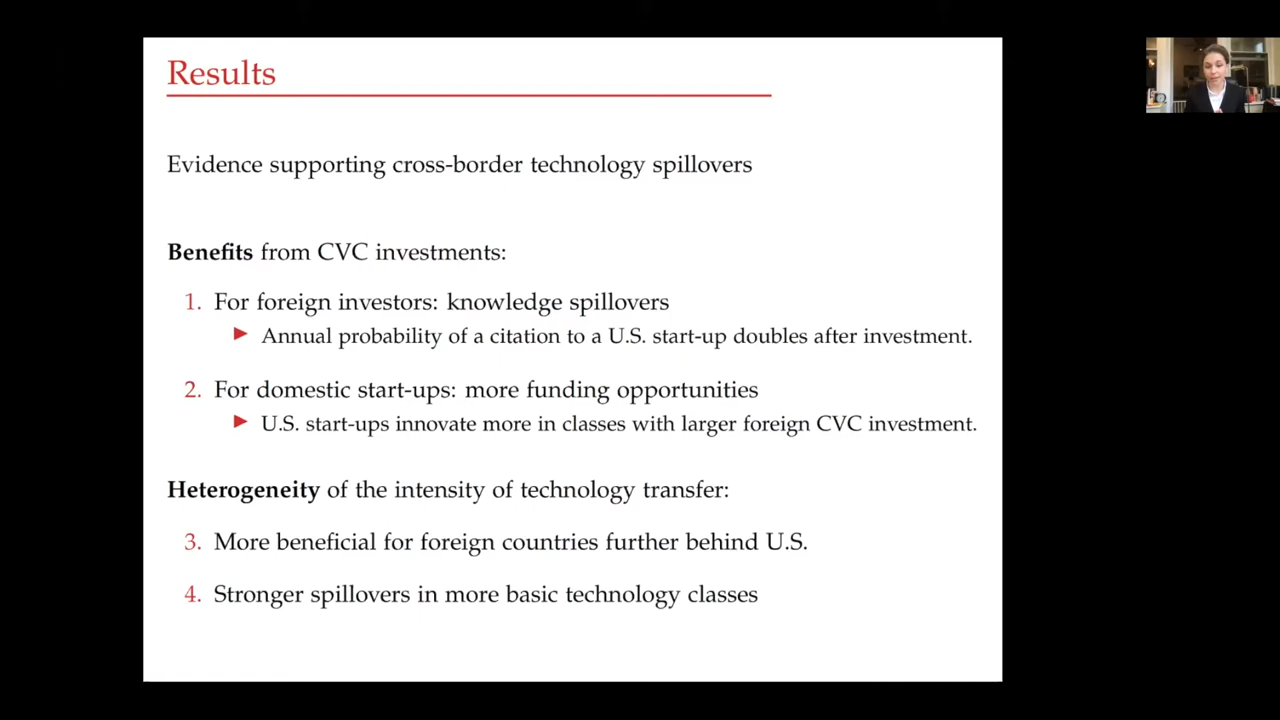 Results
Evidence supporting cross-border technology spillovers
Benefits from CVC investments:
1. For foreign investors: knowledge spillovers
▶ Annual probability of a citation to a U.S. start-up doubles after investment.
2. For domestic start-ups: more funding opportunities
▶ U.S. start-ups innovate more in classes with larger foreign CVC investment.
Heterogeneity of the intensity of technology transfer:
3. More beneficial for foreign countries further behind U.S.
4. Stronger spillovers in more basic technology classes